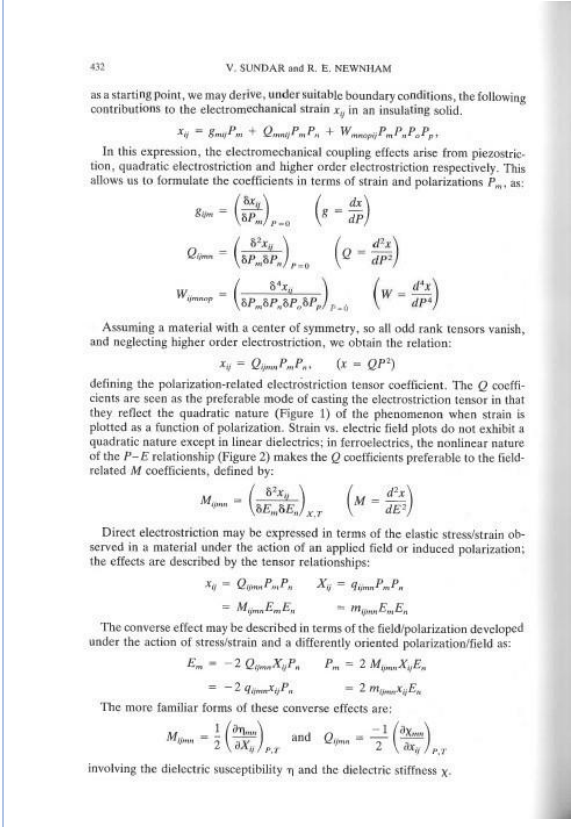 432
V. SUNDAR and R. E. NEWNHAM
as a starting point, we may derive, under suitable boundary conditions, the following
contributions to the electromechanical strain x_ij in an insulating solid.
x_ij = g_mij P_m + Q_mnij P_m P_n + W_mnopij P_m P_n P_o P_p,
In this expression, the electromechanical coupling effects arise from piezostric-
tion, quadratic electrostriction and higher order electrostriction respectively. This
allows us to formulate the coefficients in terms of strain and polarizations P_m, as:
g_ijm = (δx_ij / δP_m)_P=0 (g = dx / dP)
Q_ijmn = (δ²x_ij / δP_m δP_n)_P=0 (Q = d²x / dP²)
W_ijmnop = (δ⁴x_ij / δP_m δP_n δP_o δP_p)_P=0 (W = d⁴x / dP⁴)
Assuming a material with a center of symmetry, so all odd rank tensors vanish,
and neglecting higher order electrostriction, we obtain the relation:
x_ij = Q_ijmn P_m P_n, (x = QP²)
defining the polarization-related electrostriction tensor coefficient. The Q coeffi-
cients are seen as the preferable mode of casting the electrostriction tensor in that
they reflect the quadratic nature (Figure 1) of the phenomenon when strain is
plotted as a function of polarization. Strain vs. electric field plots do not exhibit a
quadratic nature except in linear dielectrics; in ferroelectrics, the nonlinear nature
of the P–E relationship (Figure 2) makes the Q coefficients preferable to the field-
related M coefficients, defined by:
M_ijmn = (δ²x_ij / δE_m δE_n)_X,T (M = d²x / dE²)
Direct electrostriction may be expressed in terms of the elastic stress/strain ob-
served in a material under the action of an applied field or induced polarization;
the effects are described by the tensor relationships:
x_ij = Q_ijmn P_m P_n X_ij = q_ijmn P_m P_n
= M_ijmn E_m E_n = m_ijmn E_m E_n
The converse effect may be described in terms of the field/polarization developed
under the action of stress/strain and a differently oriented polarization/field as:
E_m = −2 Q_ijmn X_ij P_n P_m = 2 M_ijmn X_ij E_n
= −2 q_ijmn x_ij P_n = 2 m_ijmn x_ij E_n
The more familiar forms of these converse effects are:
M_ijmn = 1/2 (∂η_mn / ∂X_ij)_P,T and Q_ijmn = −1/2 (∂χ_mn / ∂x_ij)_P,T
involving the dielectric susceptibility η and the dielectric stiffness χ.